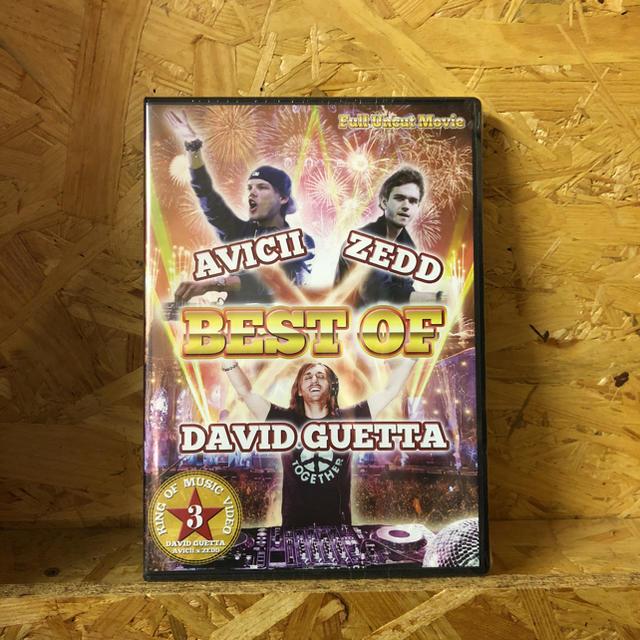 Full Uncut Movie
AVICII
ZEDD
BEST OF
DAVID GUETTA
TOGETHER
KING OF MUSIC VIDEO
3
DAVID GUETTA
AVICII x ZEDD